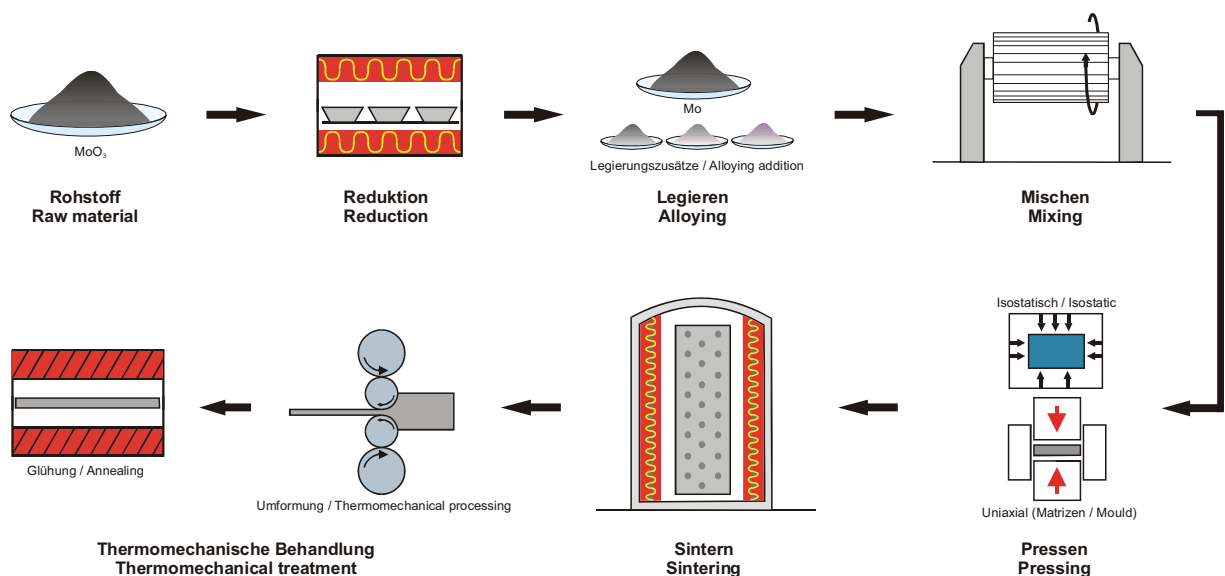 MoO₃
Rohstoff
Raw material
Reduktion
Reduction
Mo
Legierungszusätze / Alloying addition
Legieren
Alloying
Mischen
Mixing
Isostatisch / Isostatic
Uniaxial (Matrizen / Mould)
Pressen
Pressing
Sintern
Sintering
Umformung / Thermomechanical processing
Glühung / Annealing
Thermomechanische Behandlung
Thermomechanical treatment